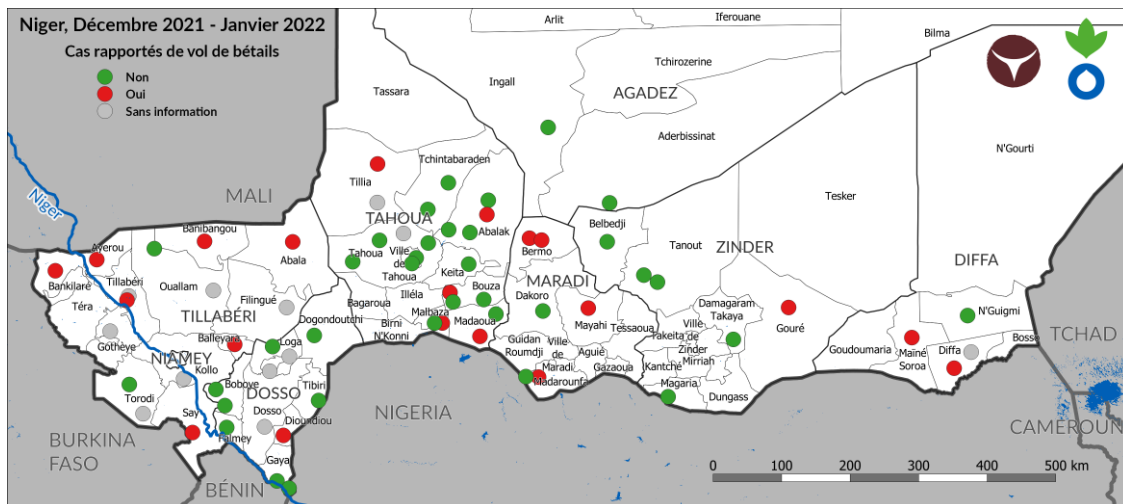 Niger, Décembre 2021 - Janvier 2022
Cas rapportés de vol de bétails
Non
Oui
Sans information
Arlit
Iferouane
Bilma
Tchirozerine
Ingall
Tassara
AGADEZ
Aderbissinat
N'Gourti
Tchintabaraden
Tillia
MALI
Niger
TAHOUA
Abalak
Tesker
Belbedji
Banibangou
Ayerou
Abala
Tahoua
Ville de Tahoua
Bermo
Tanout
ZINDER
DIFFA
Bankilaré
Tillabéri
Ouallam
Filingué
Keita
MARADI
Téra
TILLABÉRI
Bagaroua
Illéla
Bouza
Dakoro
Damagaram Takaya
N'Guigmi
Dogondoutchi
Malbaza
Birni N'Konni
Madaoua
Mayahi
Tessaoua
Gouré
Gothèye
Balleyara
Loga
Guidan Roumdji
Ville de Maradi
Aguié
Gazaoua
Takeita
Ville de Zinder
Mirriah
Goudoumaria
Maïné Soroa
Diffa
Bosso
TCHAD
NIAMEY
Kollo
Boboye
DOSSO
Tibiri
Kantché
Madarounfa
Magaria
Dungass
Torodi
Say
Falmey
Dosso
Dioundiou
NIGERIA
CAMEROUN
BURKINA FASO
Gaya
BÉNIN
0 100 200 300 400 500 km